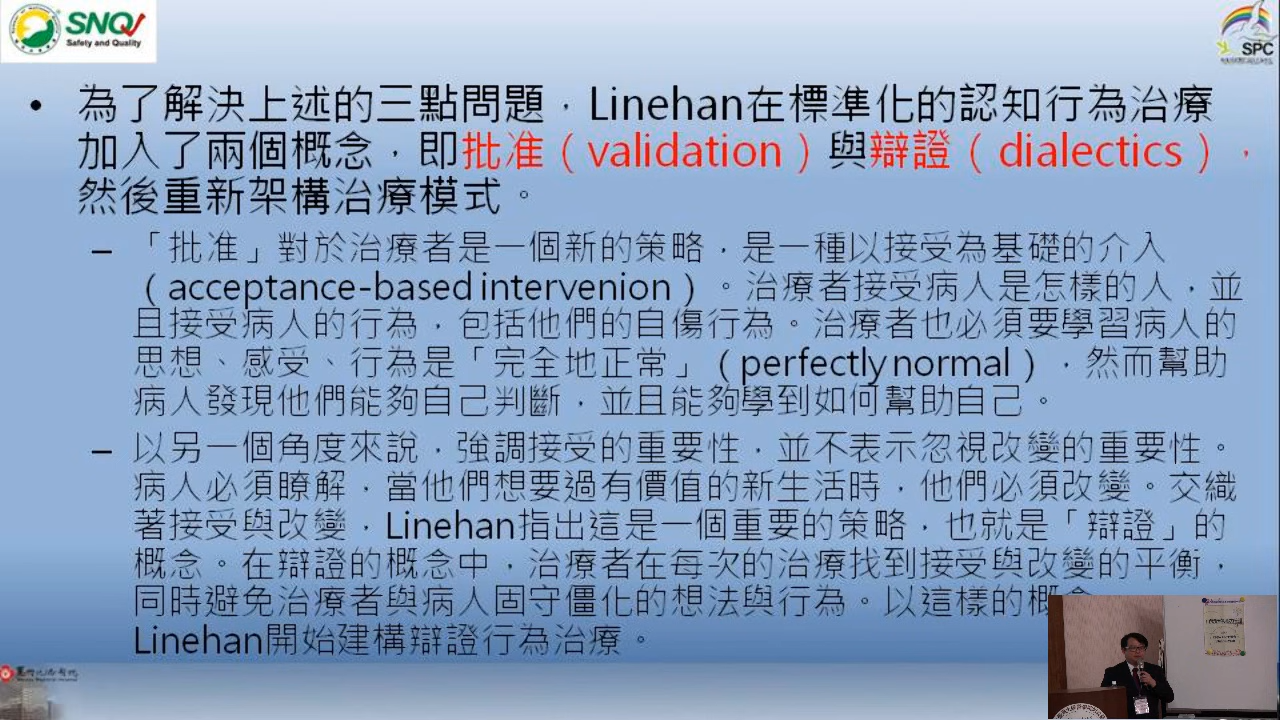 SNQ
Safety and Quality
SPC
• 為了解決上述的三點問題，Linehan在標準化的認知行為治療
加入了兩個概念，即批准（validation）與辯證（dialectics），
然後重新架構治療模式。
– 「批准」對於治療者是一個新的策略，是一種以接受為基礎的介入
（acceptance-based intervenion）。治療者接受病人是怎樣的人，並
且接受病人的行為，包括他們的自傷行為。治療者也必須要學習病人的
思想、感受、行為是「完全地正常」（perfectly normal），然而幫助
病人發現他們能夠自己判斷，並且能夠學到如何幫助自己。
– 以另一個角度來說，強調接受的重要性，並不表示忽視改變的重要性。
病人必須瞭解，當他們想要過有價值的新生活時，他們必須改變。交織
著接受與改變，Linehan指出這是一個重要的策略，也就是「辯證」的
概念。在辯證的概念中，治療者在每次的治療找到接受與改變的平衡，
同時避免治療者與病人固守僵化的想法與行為。以這樣的概念
Linehan開始建構辯證行為治療。